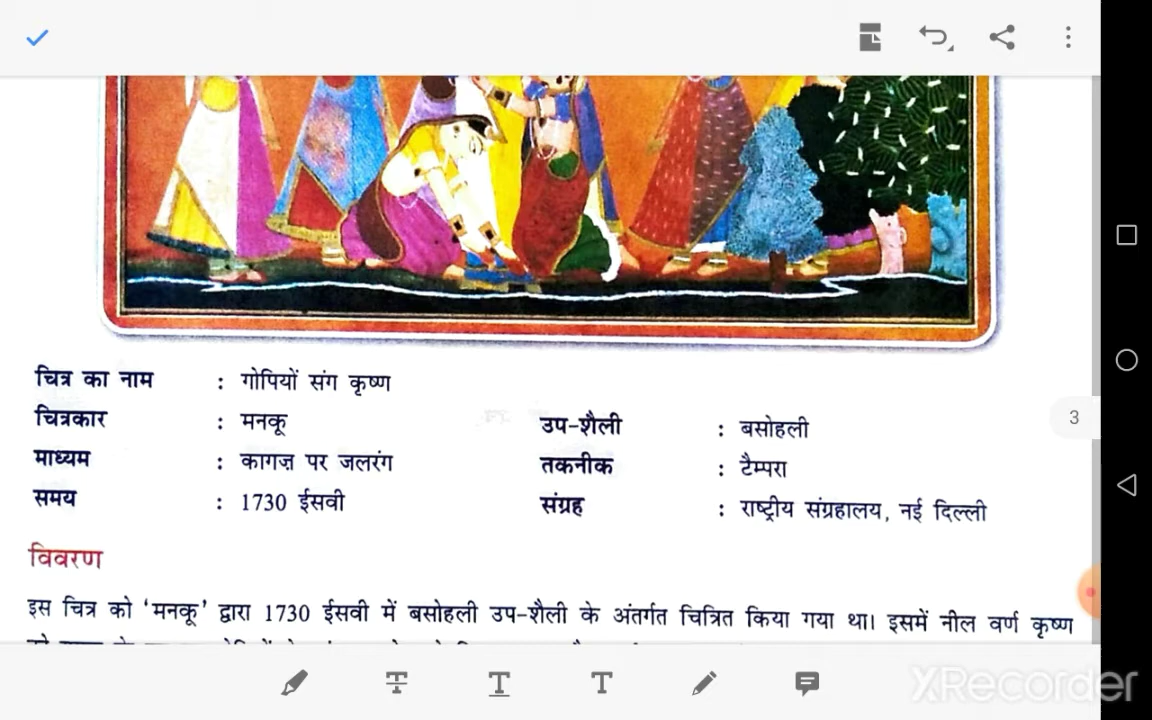 चित्र का नाम : गोपियों संग कृष्ण
चित्रकार : मनकू उप-शैली : बसोहली
माध्यम : कागज़ पर जलरंग तकनीक : टैम्परा
समय : 1730 ईसवी संग्रह : राष्ट्रीय संग्रहालय, नई दिल्ली
3
विवरण
इस चित्र को 'मनकू' द्वारा 1730 ईसवी में बसोहली उप-शैली के अंतर्गत चित्रित किया गया था। इसमें नील वर्ण कृष्ण
T T T
XRecorder